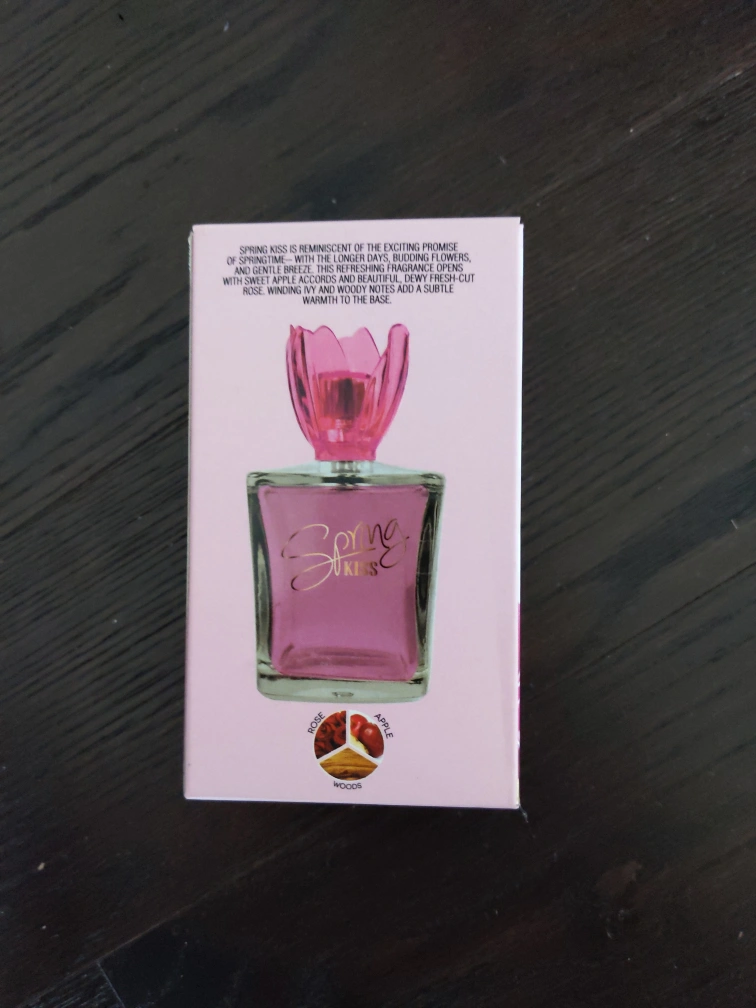 SPRING KISS IS REMINISCENT OF THE EXCITING PROMISE
OF SPRINGTIME— WITH THE LONGER DAYS, BUDDING FLOWERS,
AND GENTLE BREEZE. THIS REFRESHING FRAGRANCE OPENS
WITH SWEET APPLE ACCORDS AND BEAUTIFUL, DEWY FRESH-CUT
ROSE. WINDING IVY AND WOODY NOTES ADD A SUBTLE
WARMTH TO THE BASE.
Spring
KISS
ROSE
APPLE
WOODS